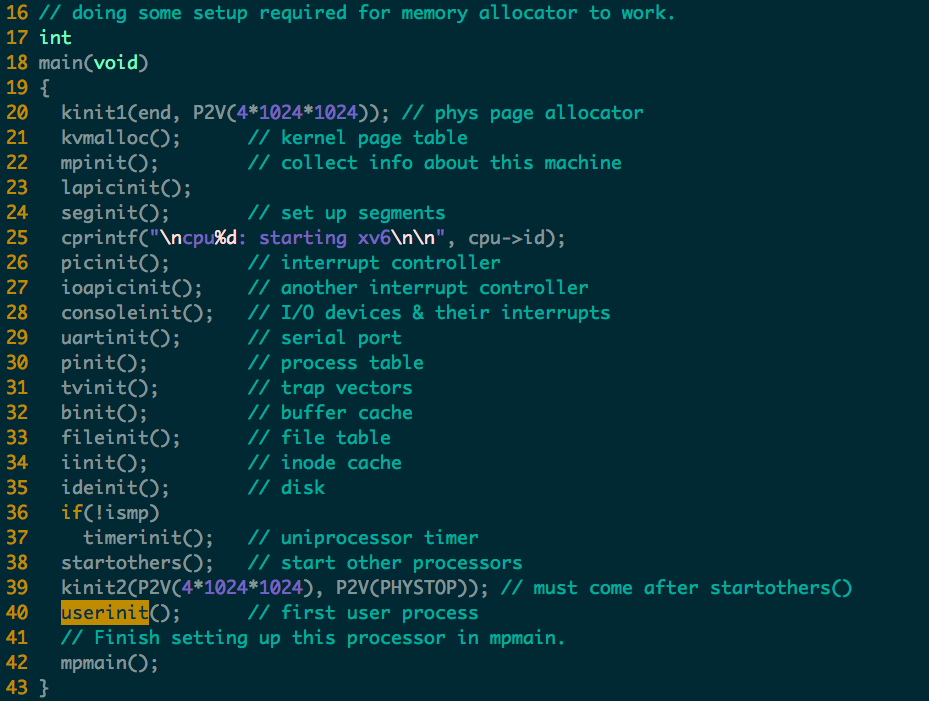 16 // doing some setup required for memory allocator to work.
17 int
18 main(void)
19 {
20   kinit1(end, P2V(4*1024*1024)); // phys page allocator
21   kvmalloc();      // kernel page table
22   mpinit();        // collect info about this machine
23   lapicinit();
24   seginit();       // set up segments
25   cprintf("\ncpu%d: starting xv6\n\n", cpu->id);
26   picinit();       // interrupt controller
27   ioapicinit();    // another interrupt controller
28   consoleinit();   // I/O devices & their interrupts
29   uartinit();      // serial port
30   pinit();         // process table
31   tvinit();        // trap vectors
32   binit();         // buffer cache
33   fileinit();      // file table
34   iinit();         // inode cache
35   ideinit();       // disk
36   if(!ismp)
37     timerinit();   // uniprocessor timer
38   startothers();   // start other processors
39   kinit2(P2V(4*1024*1024), P2V(PHYSTOP)); // must come after startothers()
40   userinit();      // first user process
41   // Finish setting up this processor in mpmain.
42   mpmain();
43 }